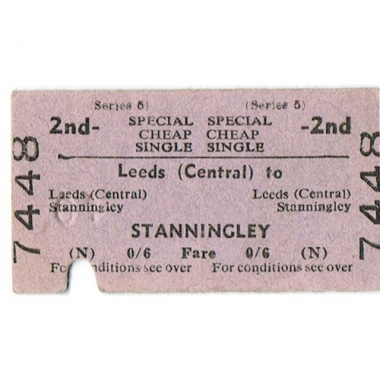 (Series 5) (Series 5)
2nd- SPECIAL SPECIAL -2nd
CHEAP CHEAP
SINGLE SINGLE
Leeds (Central) to
Leeds (Central) Leeds (Central)
Stanningley Stanningley
STANNINGLEY
(N) 0/6 Fare 0/6 (N)
For conditions see over For conditions see over
7448
7448